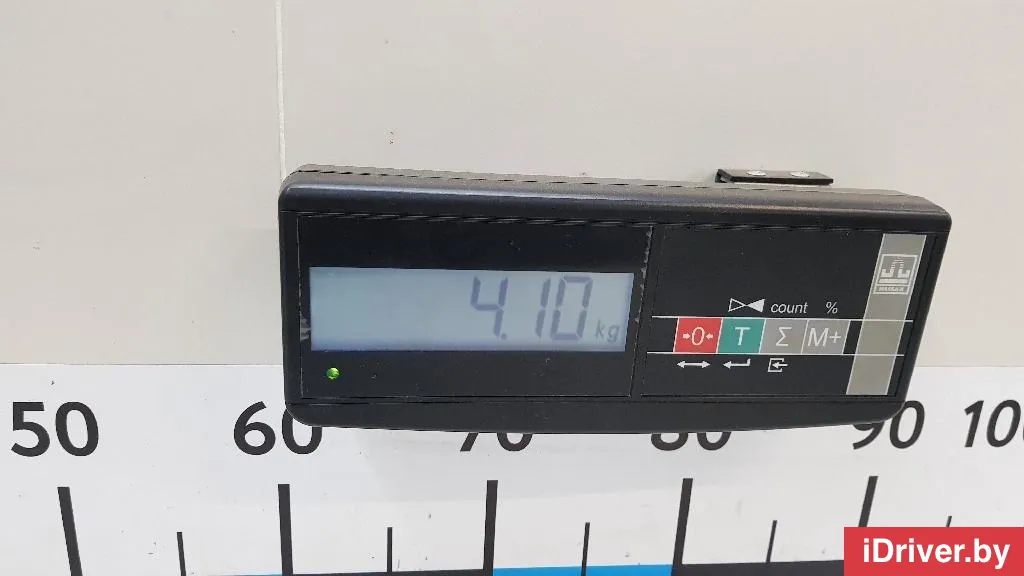 4.10 kg
count %
→0← T Σ M+
50 60 70 80 90 100
iDriver.by